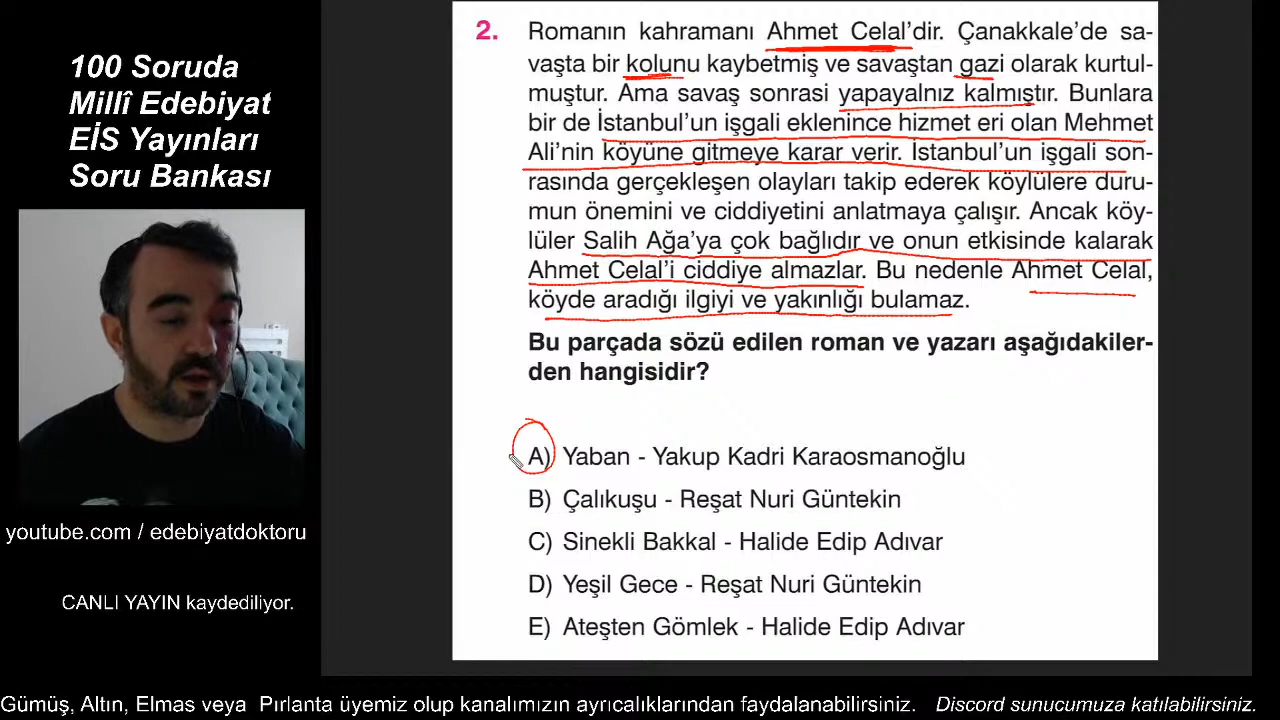 100 Soruda
Millî Edebiyat
EİS Yayınları
Soru Bankası
youtube.com / edebiyatdoktoru
CANLI YAYIN kaydediliyor.
2. Romanın kahramanı Ahmet Celal'dir. Çanakkale'de sa-
vaşta bir kolunu kaybetmiş ve savaştan gazi olarak kurtul-
muştur. Ama savaş sonrasi yapayalnız kalmıştır. Bunlara
bir de İstanbul'un işgali eklenince hizmet eri olan Mehmet
Ali'nin köyüne gitmeye karar verir. İstanbul'un işgali son-
rasında gerçekleşen olayları takip ederek köylülere duru-
mun önemini ve ciddiyetini anlatmaya çalışır. Ancak köy-
lüler Salih Ağa'ya çok bağlıdır ve onun etkisinde kalarak
Ahmet Celal'i ciddiye almazlar. Bu nedenle Ahmet Celal,
köyde aradığı ilgiyi ve yakınlığı bulamaz.
Bu parçada sözü edilen roman ve yazarı aşağıdakiler-
den hangisidir?
A) Yaban - Yakup Kadri Karaosmanoğlu
B) Çalıkuşu - Reşat Nuri Güntekin
C) Sinekli Bakkal - Halide Edip Adıvar
D) Yeşil Gece - Reşat Nuri Güntekin
E) Ateşten Gömlek - Halide Edip Adıvar
Gümüş, Altın, Elmas veya Pırlanta üyemiz olup kanalımızın ayrıcalıklarından faydalanabilirsiniz. Discord sunucumuza katılabilirsiniz.